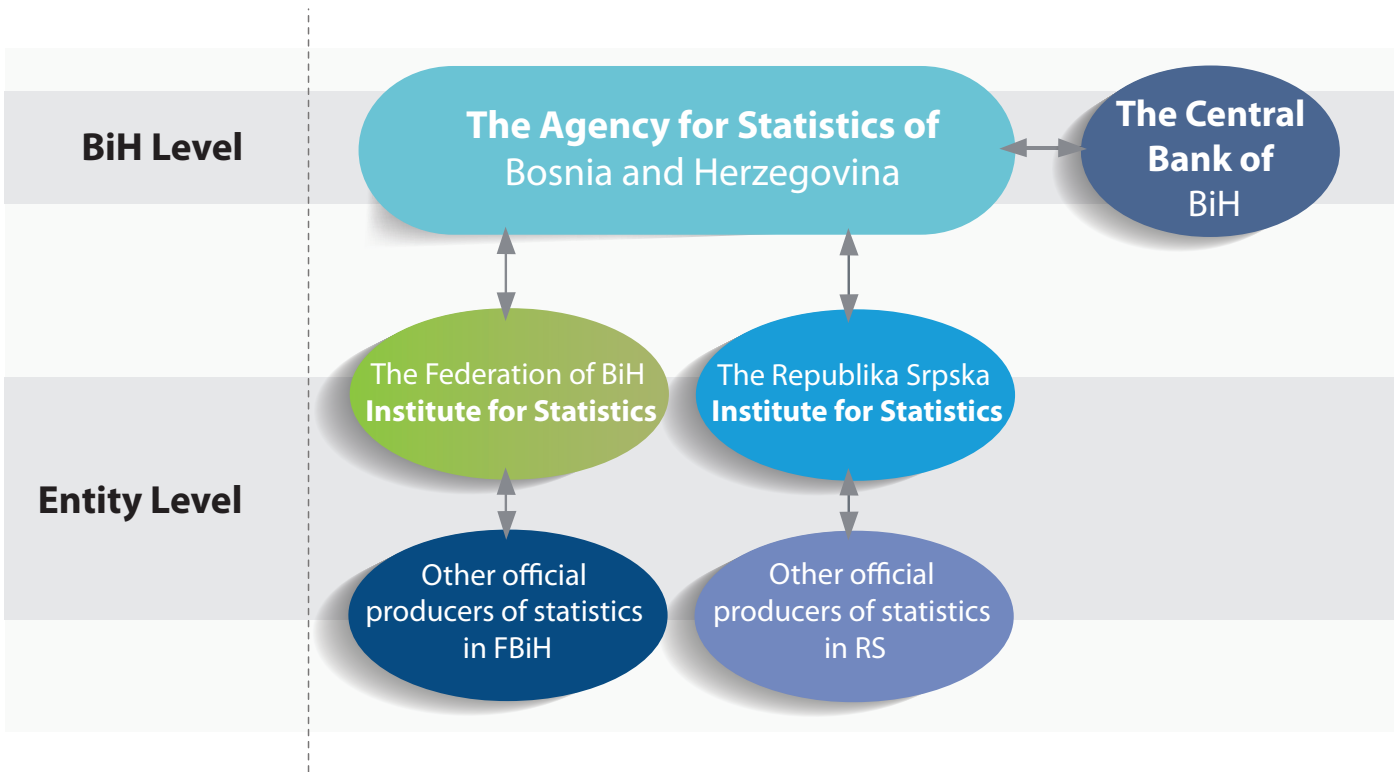 BiH Level
The Agency for Statistics of
Bosnia and Herzegovina
The Central
Bank of
BiH
Entity Level
The Federation of BiH
Institute for Statistics
The Republika Srpska
Institute for Statistics
Other official
producers of statistics
in FBiH
Other official
producers of statistics
in RS